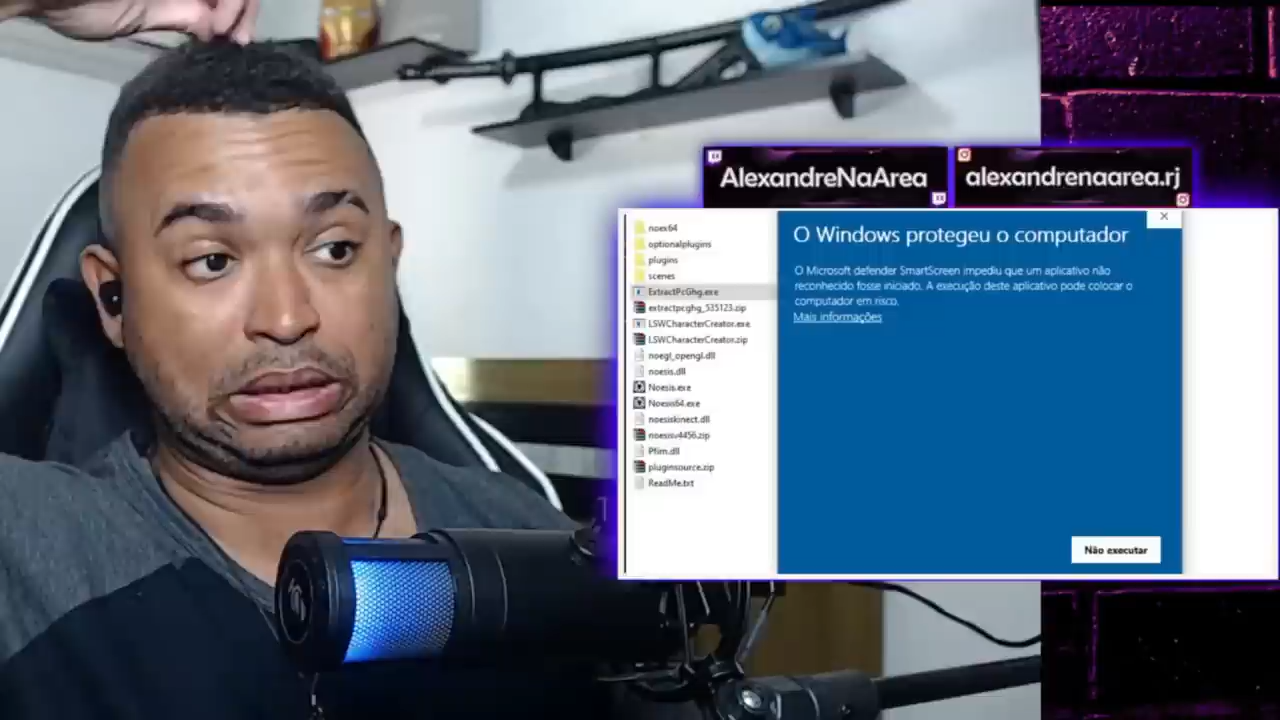 AlexandreNaArea
alexandrenaarea.rj
noex64
optionalplugins
plugins
scenes
ExtractPcGhg.exe
extractpcghg_535123.zip
LSWCharacterCreator.exe
LSWCharacterCreator.zip
noegl_opengl.dll
noesis.dll
Noesis.exe
Noesis64.exe
noesiskinect.dll
noesisv4456.zip
Pfim.dll
pluginsource.zip
ReadMe.txt
O Windows protegeu o computador
O Microsoft defender SmartScreen impediu que um aplicativo não
reconhecido fosse iniciado. A execução deste aplicativo pode colocar o
computador em risco.
Mais informações
Não executar